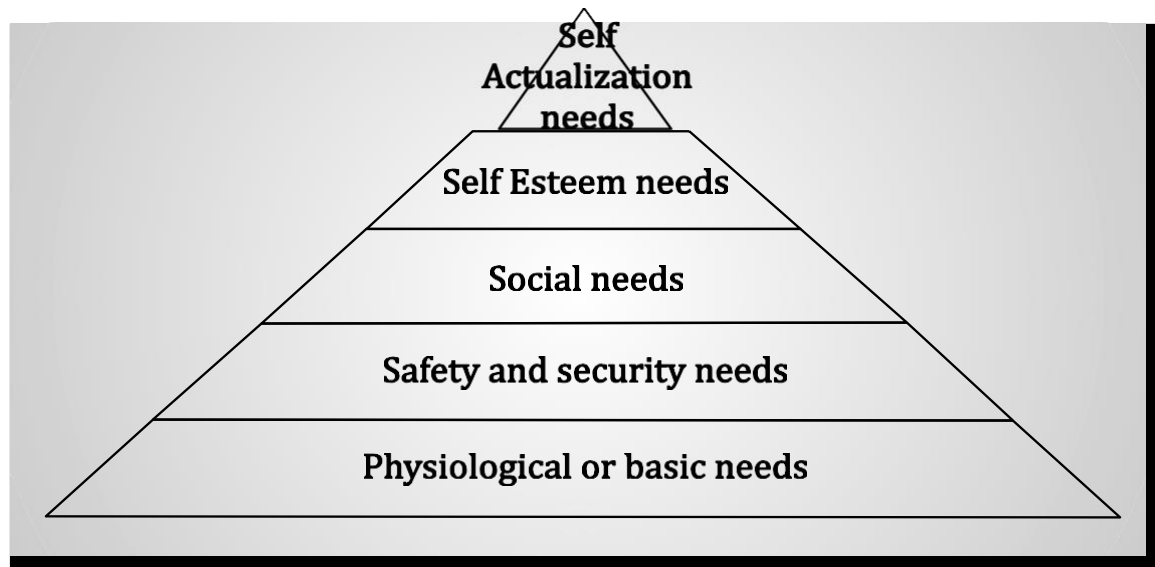 Self
Actualization
needs
Self Esteem needs
Social needs
Safety and security needs
Physiological or basic needs